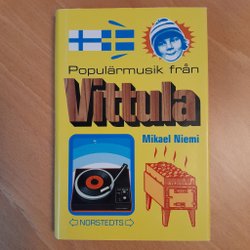 Populärmusik från
Vittula
Mikael Niemi
NORSTEDTS